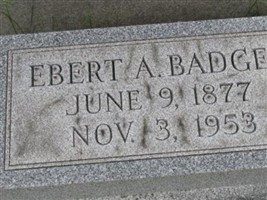 EBERT A. BADGE
JUNE 9, 1877
NOV. 3, 1953